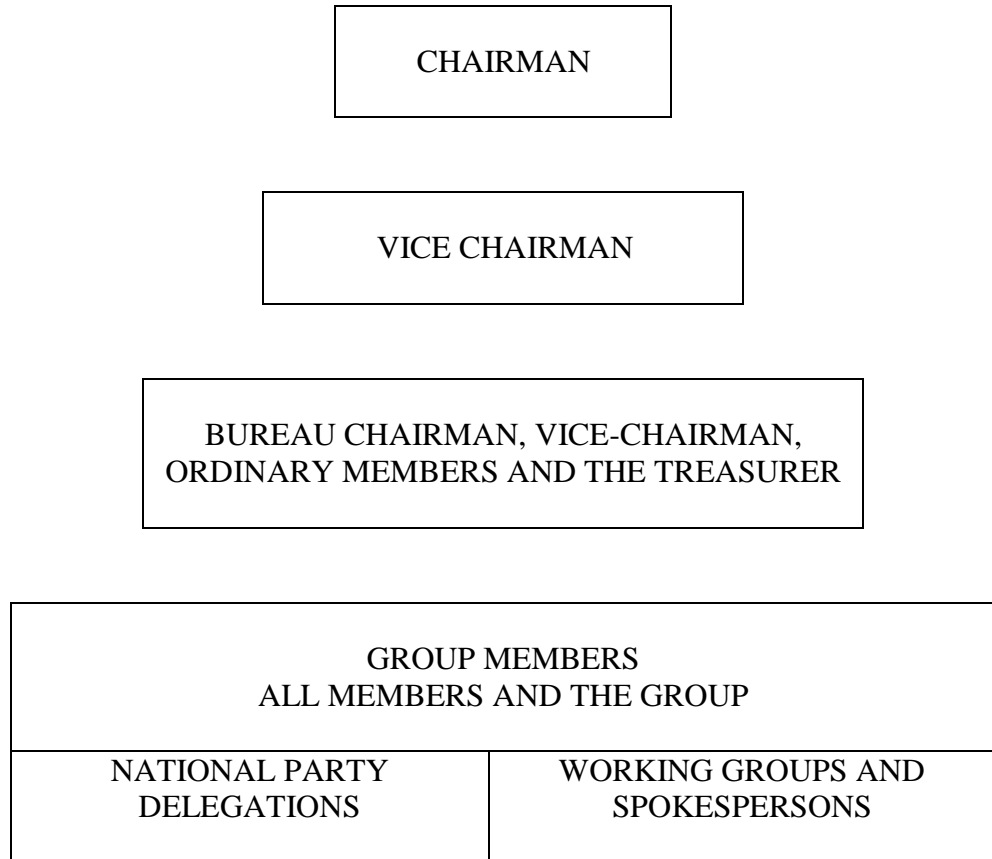 CHAIRMAN
VICE CHAIRMAN
BUREAU CHAIRMAN, VICE-CHAIRMAN,
ORDINARY MEMBERS AND THE TREASURER
GROUP MEMBERS
ALL MEMBERS AND THE GROUP
NATIONAL PARTY
DELEGATIONS
WORKING GROUPS AND
SPOKESPERSONS